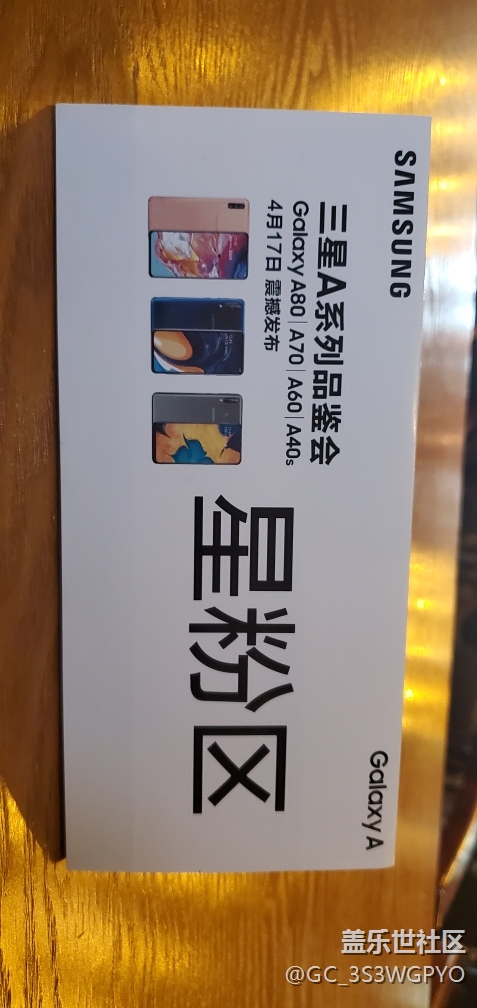 SAMSUNG
Galaxy A
三星A系列品鉴会
Galaxy A80 | A70 | A60 | A40s
4月17日 震撼发布
星粉区
盖乐世社区
@GC_3S3WGPYO